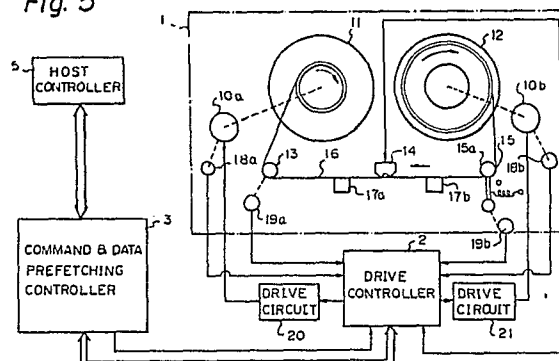 Fig. 5
1
11
12
5
HOST CONTROLLER
10a
10b
13
16
14
15a
15
18a
18b
17a
17b
19a
19b
3
COMMAND & DATA PREFETCHING CONTROLLER
2
DRIVE CONTROLLER
DRIVE CIRCUIT
20
DRIVE CIRCUIT
21